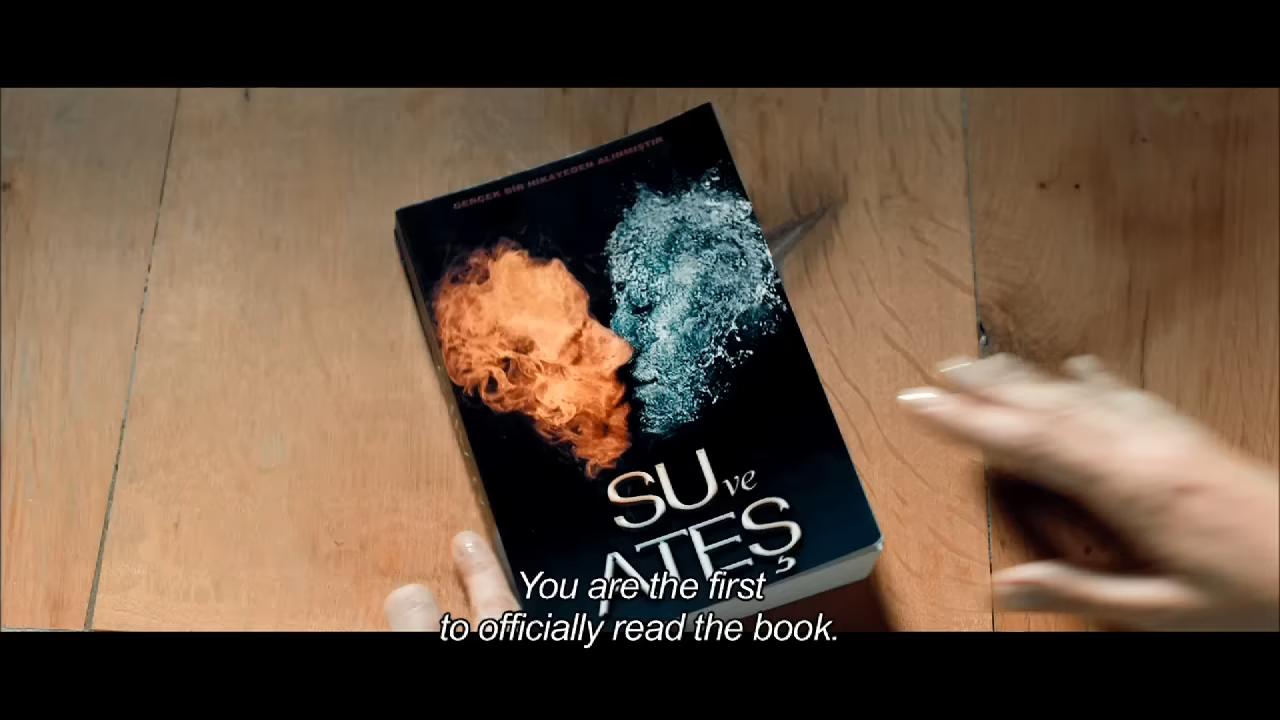 GERÇEK BİR HİKAYEDEN ALINMIŞTIR
SU ve
ATEŞ
You are the first
to officially read the book.